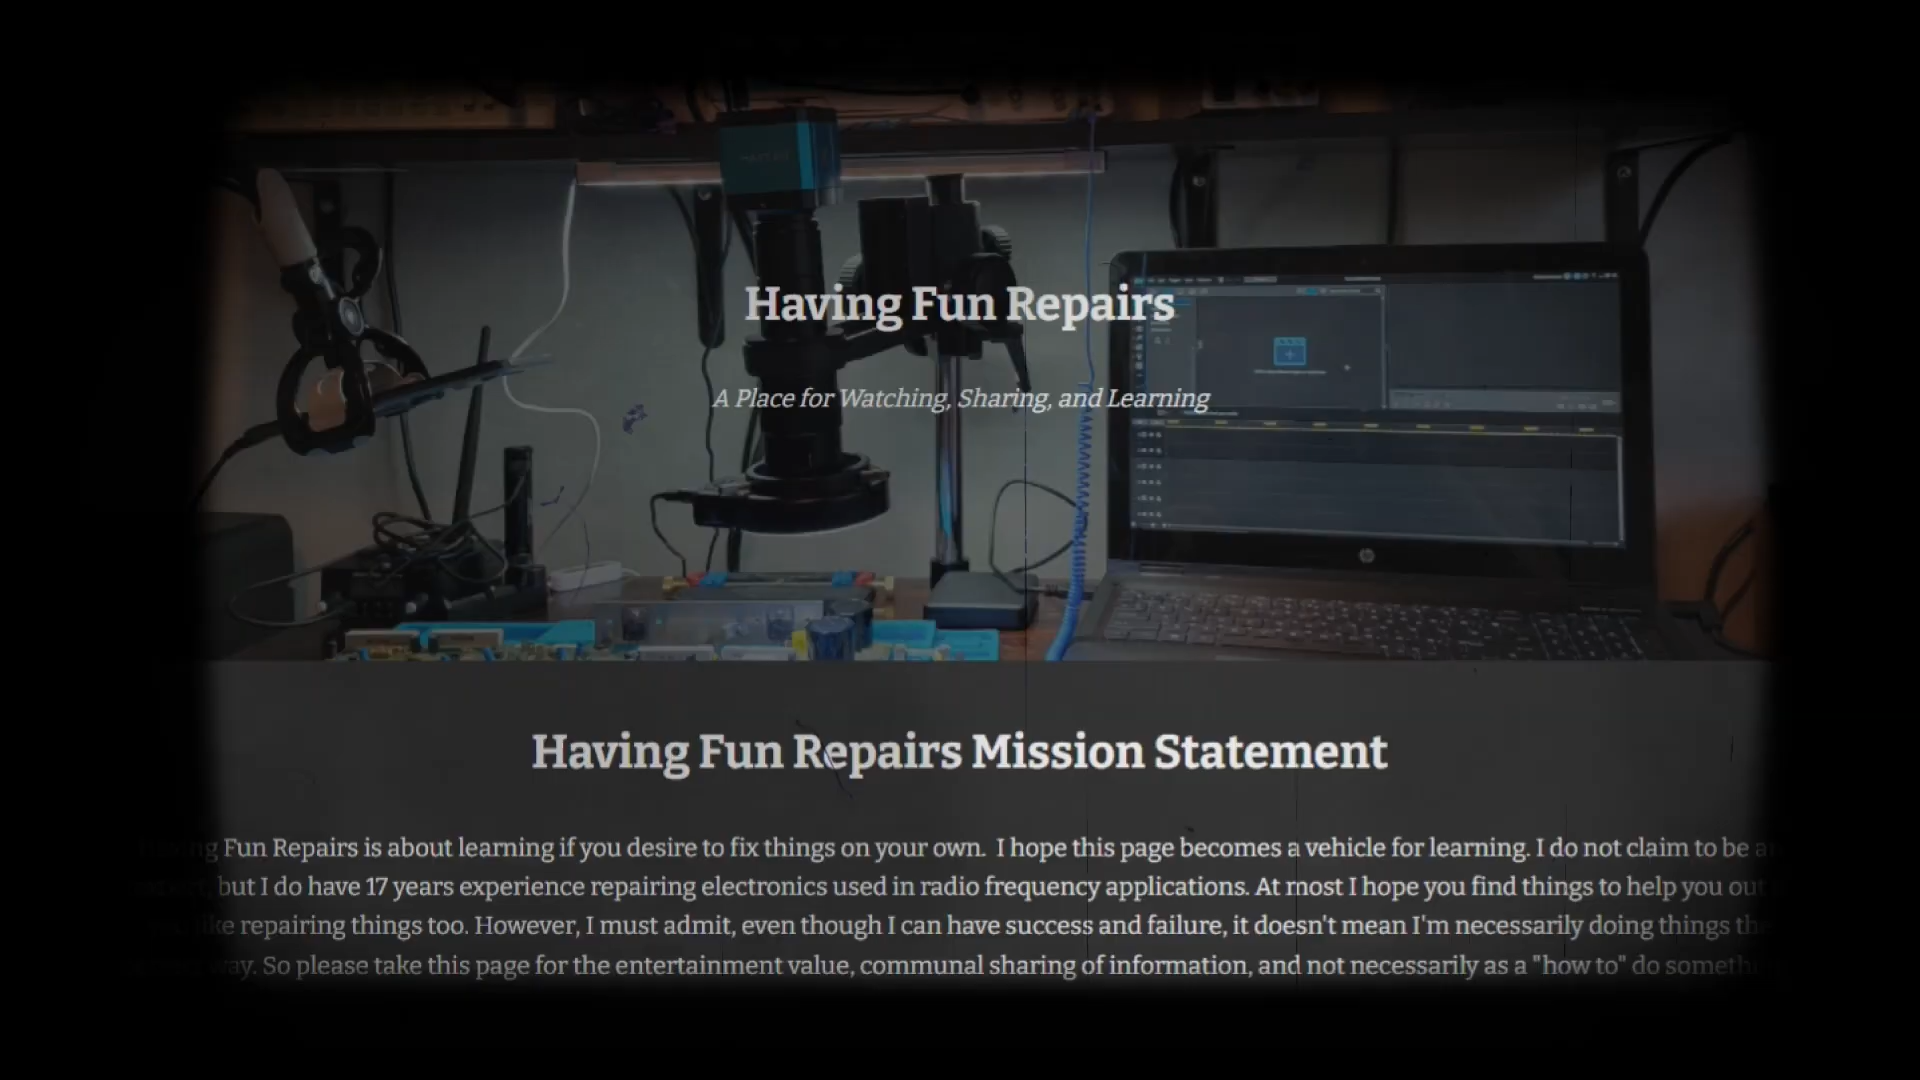 Having Fun Repairs
A Place for Watching, Sharing, and Learning
Having Fun Repairs Mission Statement
Fun Repairs is about learning if you desire to fix things on your own. I hope this page becomes a vehicle for learning. I do not claim to be
but I do have 17 years experience repairing electronics used in radio frequency applications. At most I hope you find things to help you out
like repairing things too. However, I must admit, even though I can have success and failure, it doesn't mean I'm necessarily doing things the
way. So please take this page for the entertainment value, communal sharing of information, and not necessarily as a "how to" do